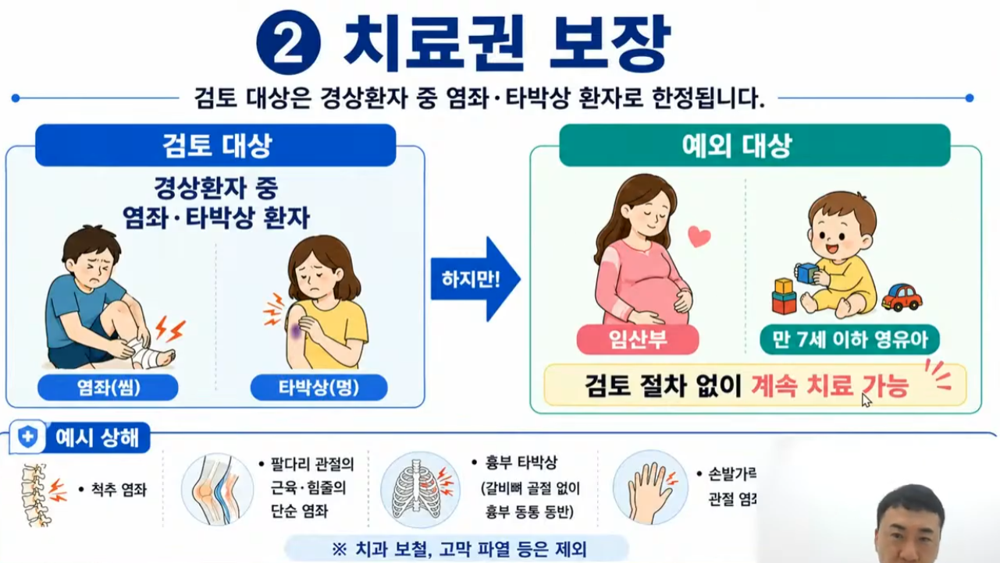 2 치료권 보장
검토 대상은 경상환자 중 염좌·타박상 환자로 한정됩니다.
검토 대상
경상환자 중
염좌·타박상 환자
염좌(삠)
타박상(멍)
하지만!
예외 대상
임산부
만 7세 이하 영유아
검토 절차 없이 계속 치료 가능
예시 상해
• 척추 염좌
• 팔다리 관절의
근육·힘줄의
단순 염좌
• 흉부 타박상
(갈비뼈 골절 없이
흉부 동통 동반)
• 손발가락
관절 염좌
※ 치과 보철, 고막 파열 등은 제외